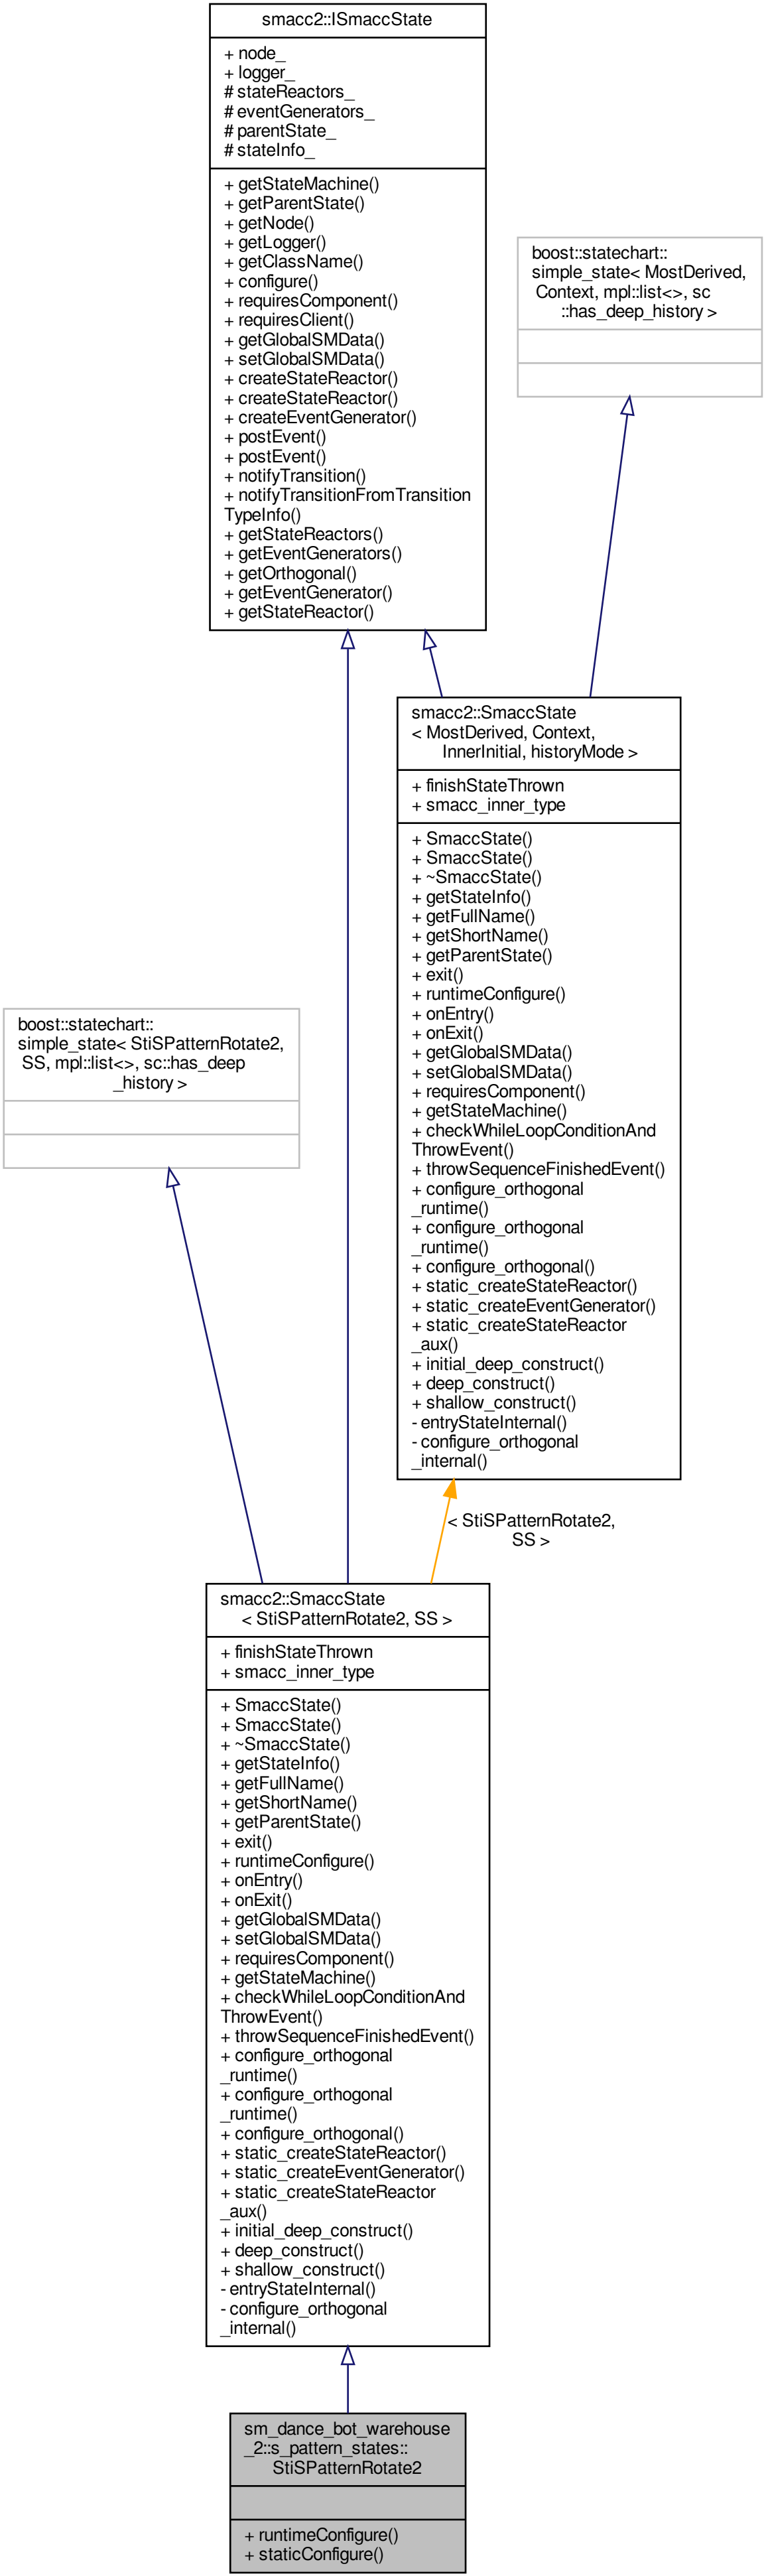 smacc2::ISmaccState
+ node_
+ logger_
# stateReactors_
# eventGenerators_
# parentState_
# stateInfo_
+ getStateMachine()
+ getParentState()
+ getNode()
+ getLogger()
+ getClassName()
+ configure()
+ requiresComponent()
+ requiresClient()
+ getGlobalSMData()
+ setGlobalSMData()
+ createStateReactor()
+ createStateReactor()
+ createEventGenerator()
+ postEvent()
+ postEvent()
+ notifyTransition()
+ notifyTransitionFromTransition
TypeInfo()
+ getStateReactors()
+ getEventGenerators()
+ getOrthogonal()
+ getEventGenerator()
+ getStateReactor()
boost::statechart::
simple_state< MostDerived,
Context, mpl::list<>, sc
::has_deep_history >
smacc2::SmaccState
< MostDerived, Context,
InnerInitial, historyMode >
+ finishStateThrown
+ smacc_inner_type
+ SmaccState()
+ SmaccState()
+ ~SmaccState()
+ getStateInfo()
+ getFullName()
+ getShortName()
+ getParentState()
+ exit()
+ runtimeConfigure()
+ onEntry()
+ onExit()
+ getGlobalSMData()
+ setGlobalSMData()
+ requiresComponent()
+ getStateMachine()
+ checkWhileLoopConditionAnd
ThrowEvent()
+ throwSequenceFinishedEvent()
+ configure_orthogonal
_runtime()
+ configure_orthogonal
_runtime()
+ configure_orthogonal()
+ static_createStateReactor()
+ static_createEventGenerator()
+ static_createStateReactor
_aux()
+ initial_deep_construct()
+ deep_construct()
+ shallow_construct()
- entryStateInternal()
- configure_orthogonal
_internal()
boost::statechart::
simple_state< StiSPatternRotate2,
SS, mpl::list<>, sc::has_deep
_history >
< StiSPatternRotate2,
SS >
smacc2::SmaccState
< StiSPatternRotate2, SS >
+ finishStateThrown
+ smacc_inner_type
+ SmaccState()
+ SmaccState()
+ ~SmaccState()
+ getStateInfo()
+ getFullName()
+ getShortName()
+ getParentState()
+ exit()
+ runtimeConfigure()
+ onEntry()
+ onExit()
+ getGlobalSMData()
+ setGlobalSMData()
+ requiresComponent()
+ getStateMachine()
+ checkWhileLoopConditionAnd
ThrowEvent()
+ throwSequenceFinishedEvent()
+ configure_orthogonal
_runtime()
+ configure_orthogonal
_runtime()
+ configure_orthogonal()
+ static_createStateReactor()
+ static_createEventGenerator()
+ static_createStateReactor
_aux()
+ initial_deep_construct()
+ deep_construct()
+ shallow_construct()
- entryStateInternal()
- configure_orthogonal
_internal()
sm_dance_bot_warehouse
_2::s_pattern_states::
StiSPatternRotate2
+ runtimeConfigure()
+ staticConfigure()